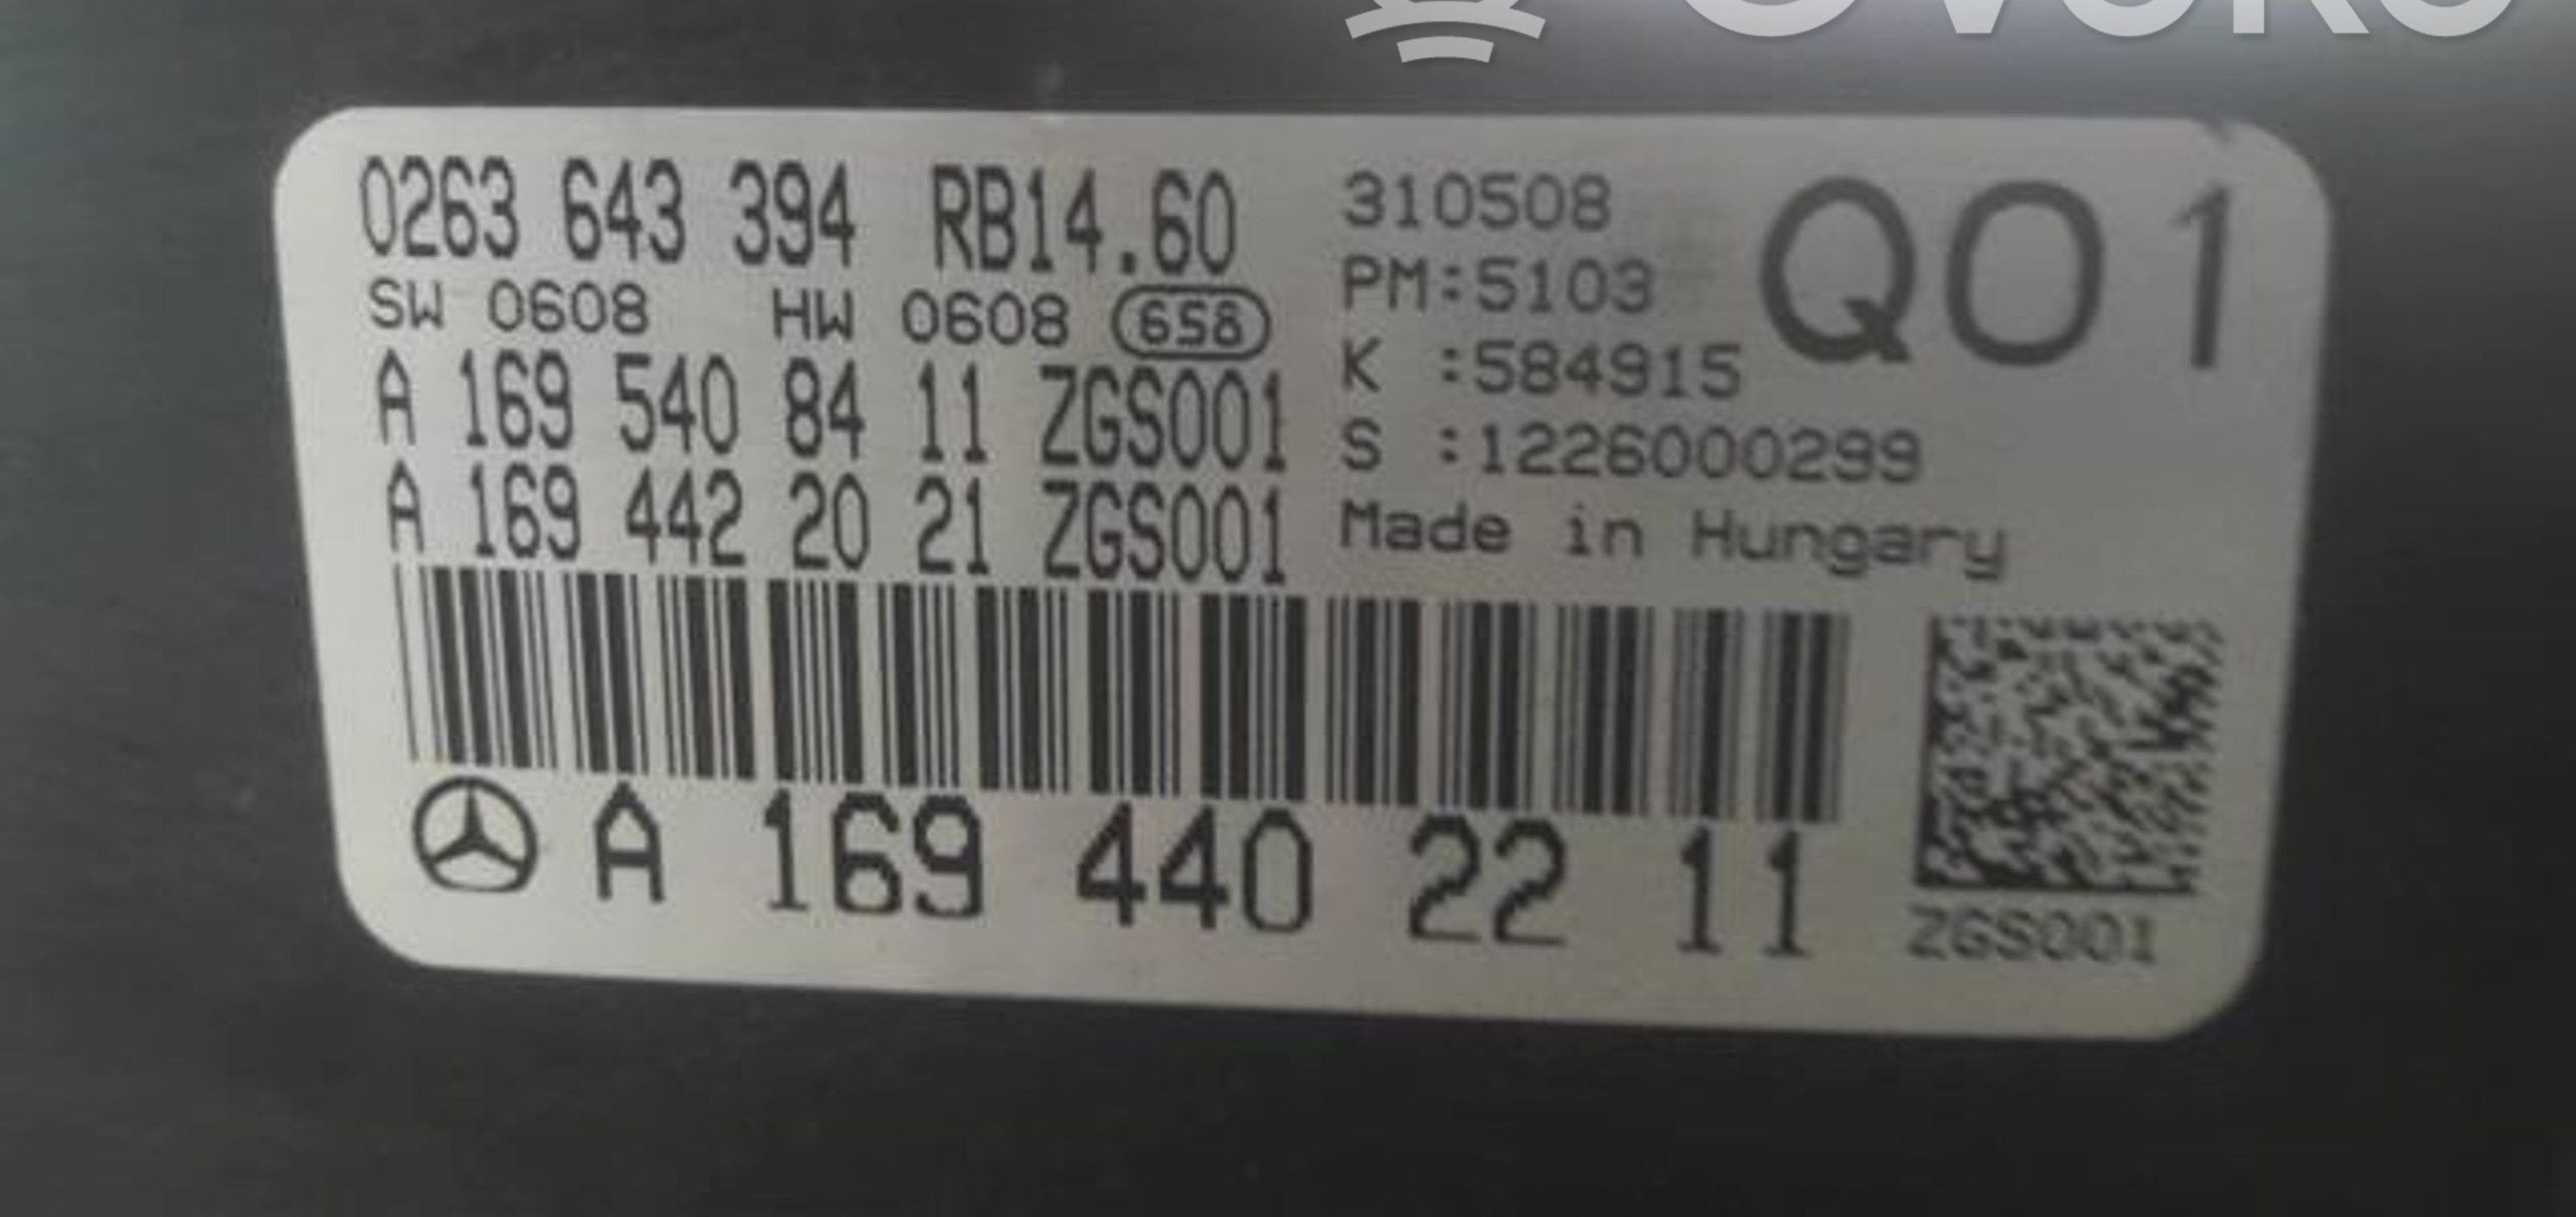 0263 643 394 RB14.60
SW 0608 HW 0608 658
A 169 540 84 11 ZGS001
A 169 442 20 21 ZGS001
310508
PM:5103
K :584915
S :1226000299
Made in Hungary
Q01
A 169 440 22 11
ZGS001